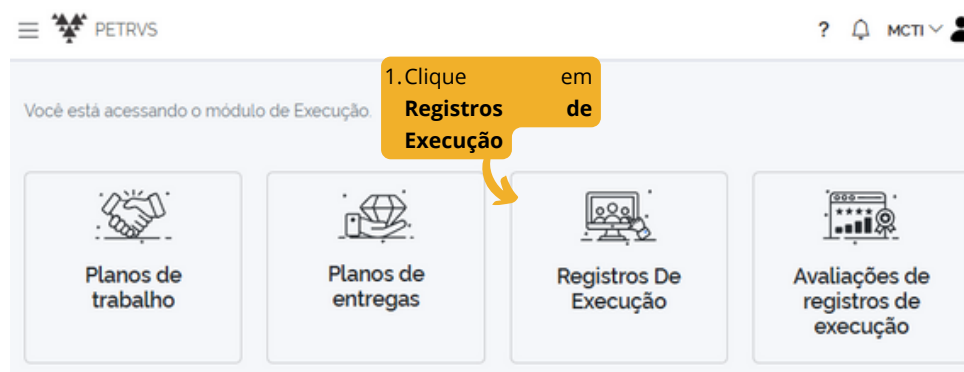 PETRVS
? MCTI
1. Clique em
Registros de
Execução
Você está acessando o módulo de Execução.
Planos de
trabalho
Planos de
entregas
Registros De
Execução
Avaliações de
registros de
execução